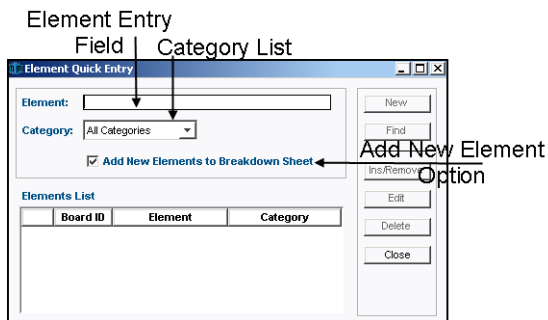 Element Entry
Field
Category List
Element Quick Entry
Element:
New
Category: All Categories
Find
Add New Element
Option
Add New Elements to Breakdown Sheet
Ins/Remove
Elements List
Edit
Board ID Element Category
Delete
Close